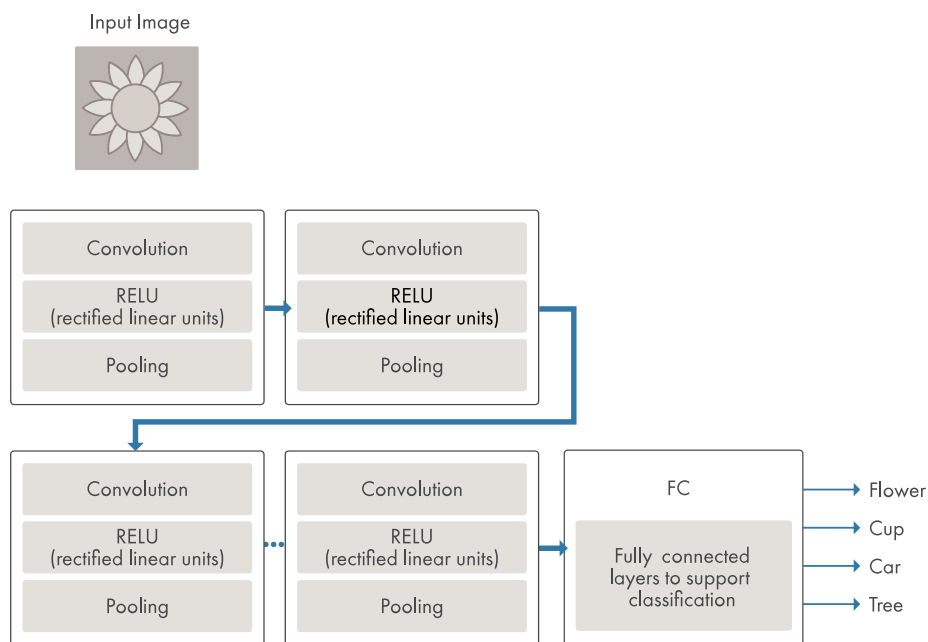 Input Image
Convolution
RELU
(rectified linear units)
Pooling
Convolution
RELU
(rectified linear units)
Pooling
Convolution
RELU
(rectified linear units)
Pooling
Convolution
RELU
(rectified linear units)
Pooling
FC
Fully connected
layers to support
classification
Flower
Cup
Car
Tree